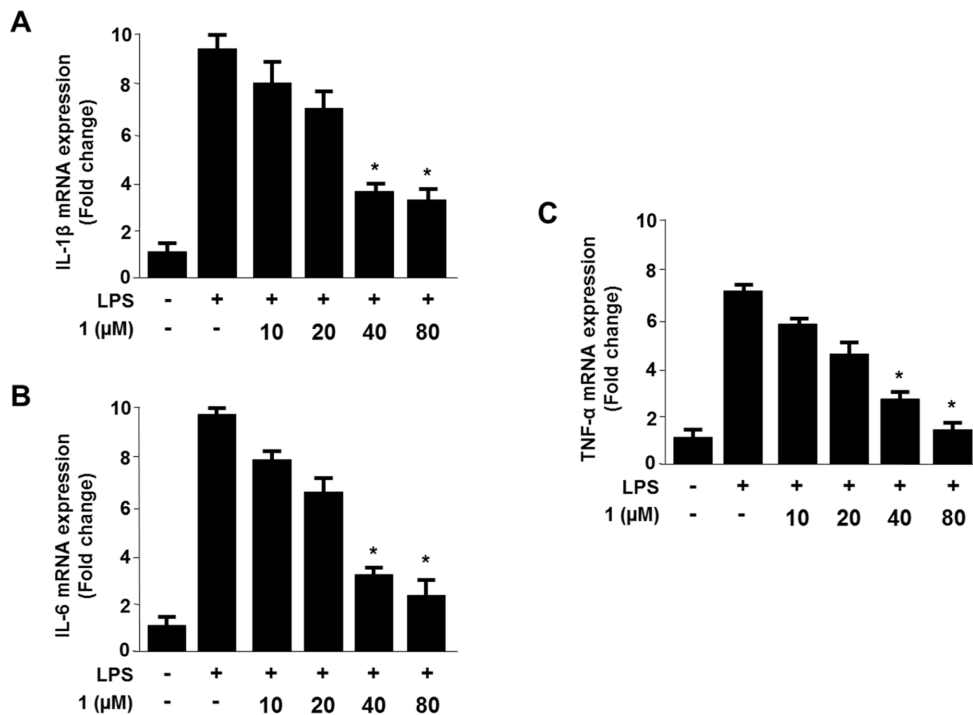 A
IL-1β mRNA expression
(Fold change)
10
8
6
4
2
0
* *
LPS - + + + + +
1 (μM) - - 10 20 40 80
B
IL-6 mRNA expression
(Fold change)
10
8
6
4
2
0
* *
LPS - + + + + +
1 (μM) - - 10 20 40 80
C
TNF-α mRNA expression
(Fold change)
10
8
6
4
2
0
* *
LPS - + + + + +
1 (μM) - - 10 20 40 80